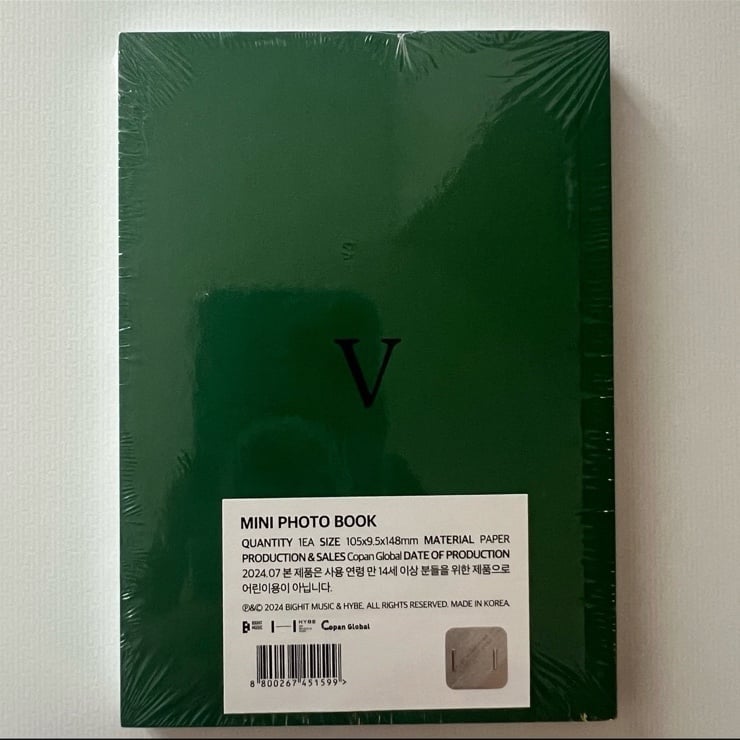 V
MINI PHOTO BOOK
QUANTITY 1EA SIZE 105x9.5x148mm MATERIAL PAPER
PRODUCTION & SALES Copan Global DATE OF PRODUCTION
2024.07 본 제품은 사용 연령 만 14세 이상 분들을 위한 제품으로
어린이용이 아닙니다.
℗&© 2024 BIGHIT MUSIC & HYBE. ALL RIGHTS RESERVED. MADE IN KOREA.
BIGHIT MUSIC HYBE Copan Global
8 800267 451599 >